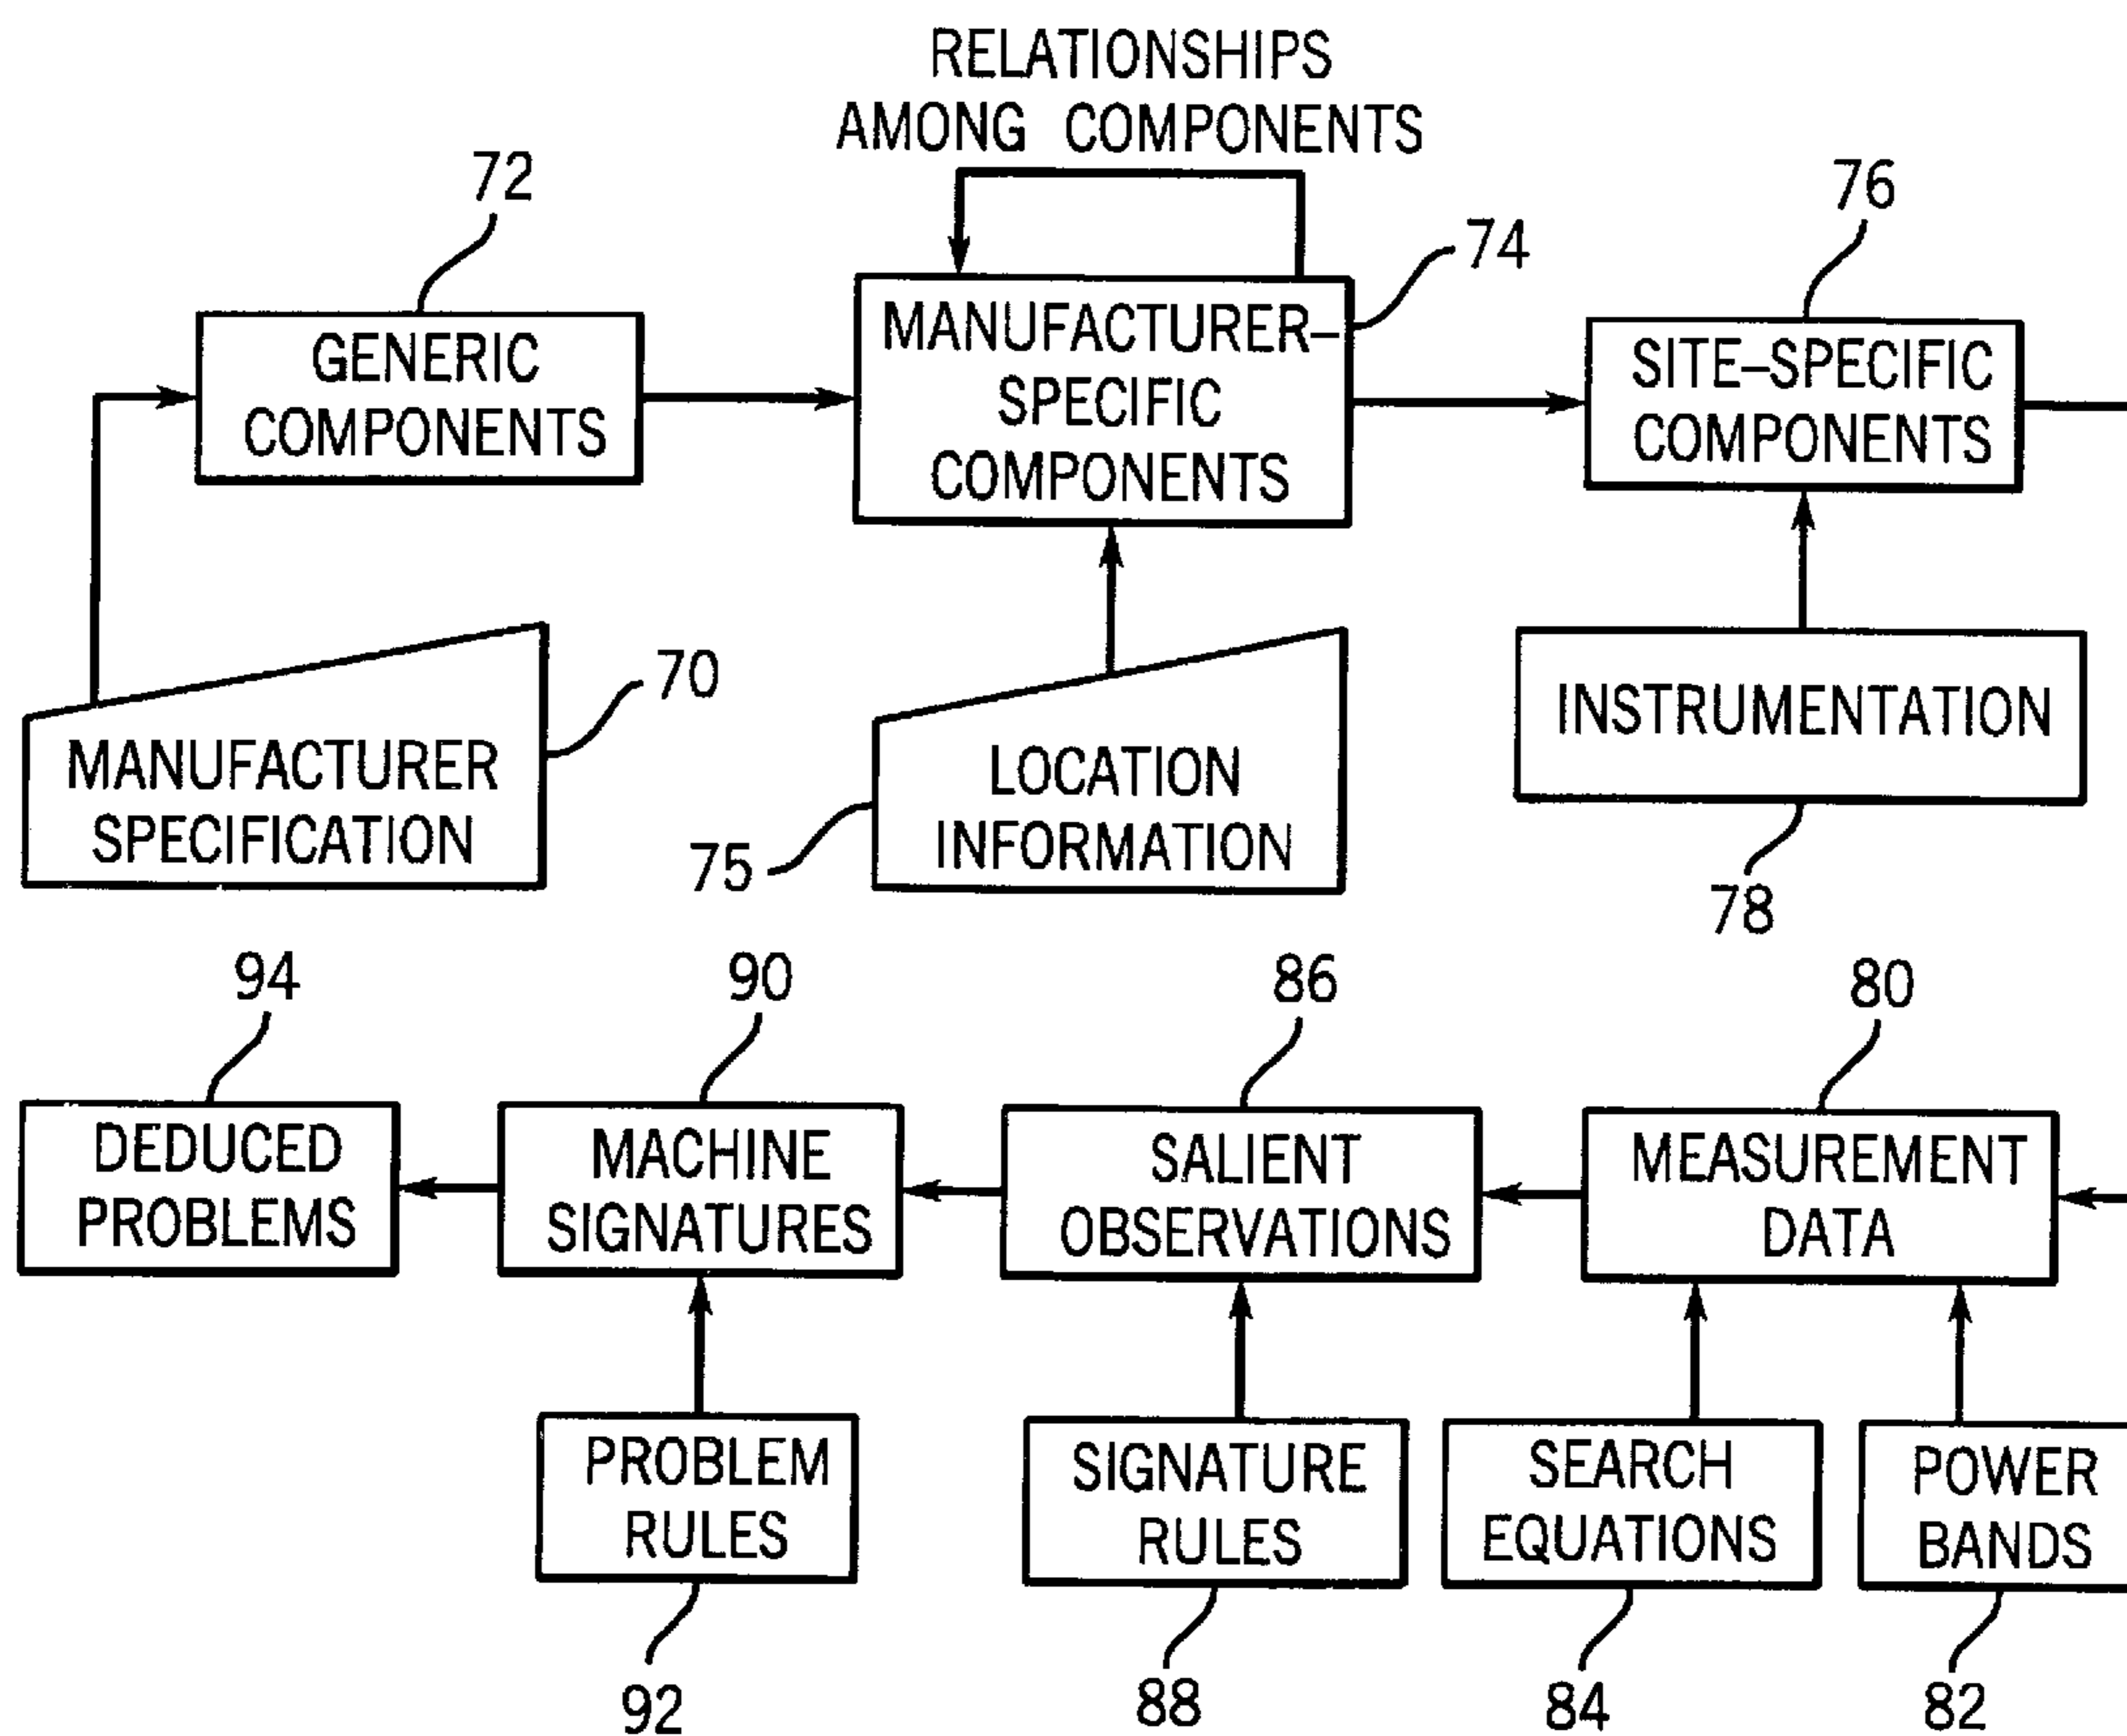 RELATIONSHIPS
AMONG COMPONENTS
72
74
76
GENERIC
COMPONENTS
MANUFACTURER–
SPECIFIC
COMPONENTS
SITE–SPECIFIC
COMPONENTS
MANUFACTURER
SPECIFICATION
70
LOCATION
INFORMATION
75
INSTRUMENTATION
78
94
90
86
80
DEDUCED
PROBLEMS
MACHINE
SIGNATURES
SALIENT
OBSERVATIONS
MEASUREMENT
DATA
PROBLEM
RULES
SIGNATURE
RULES
SEARCH
EQUATIONS
POWER
BANDS
92
88
84
82